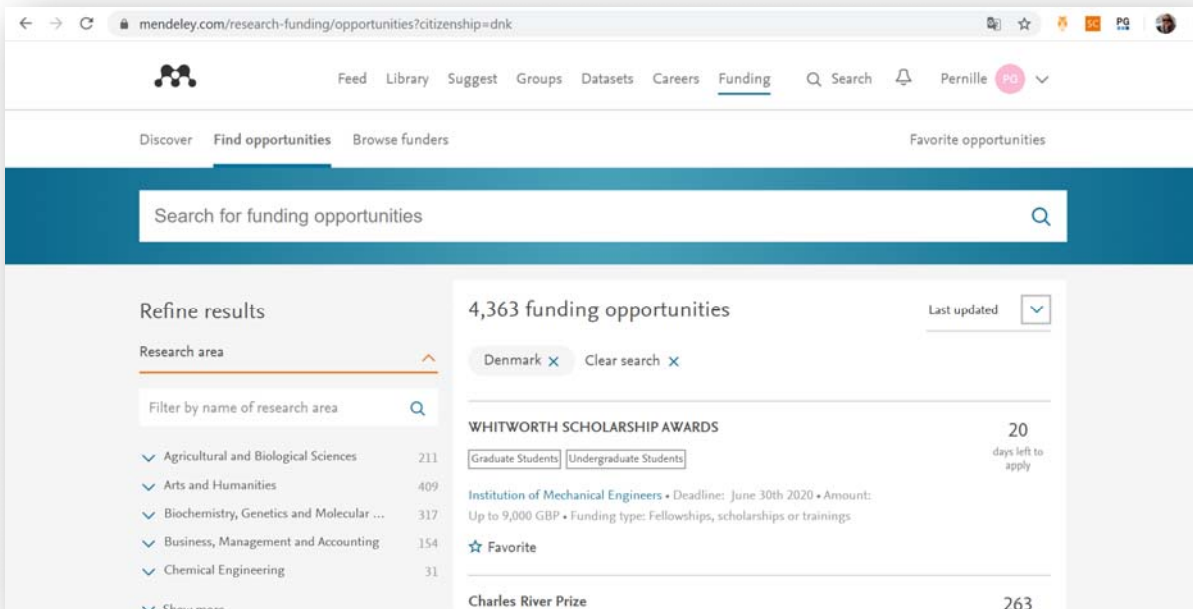 mendeley.com/research-funding/opportunities?citizenship=dnk
SC
PG
Feed Library Suggest Groups Datasets Careers Funding Search Pernille PG
Discover Find opportunities Browse funders Favorite opportunities
Search for funding opportunities
Refine results
Research area
Filter by name of research area
Agricultural and Biological Sciences 211
Arts and Humanities 409
Biochemistry, Genetics and Molecular ... 317
Business, Management and Accounting 154
Chemical Engineering 31
Show more
4,363 funding opportunities
Last updated
Denmark Clear search
WHITWORTH SCHOLARSHIP AWARDS
Graduate Students Undergraduate Students
20
days left to
apply
Institution of Mechanical Engineers • Deadline: June 30th 2020 • Amount:
Up to 9,000 GBP • Funding type: Fellowships, scholarships or trainings
Favorite
Charles River Prize
263